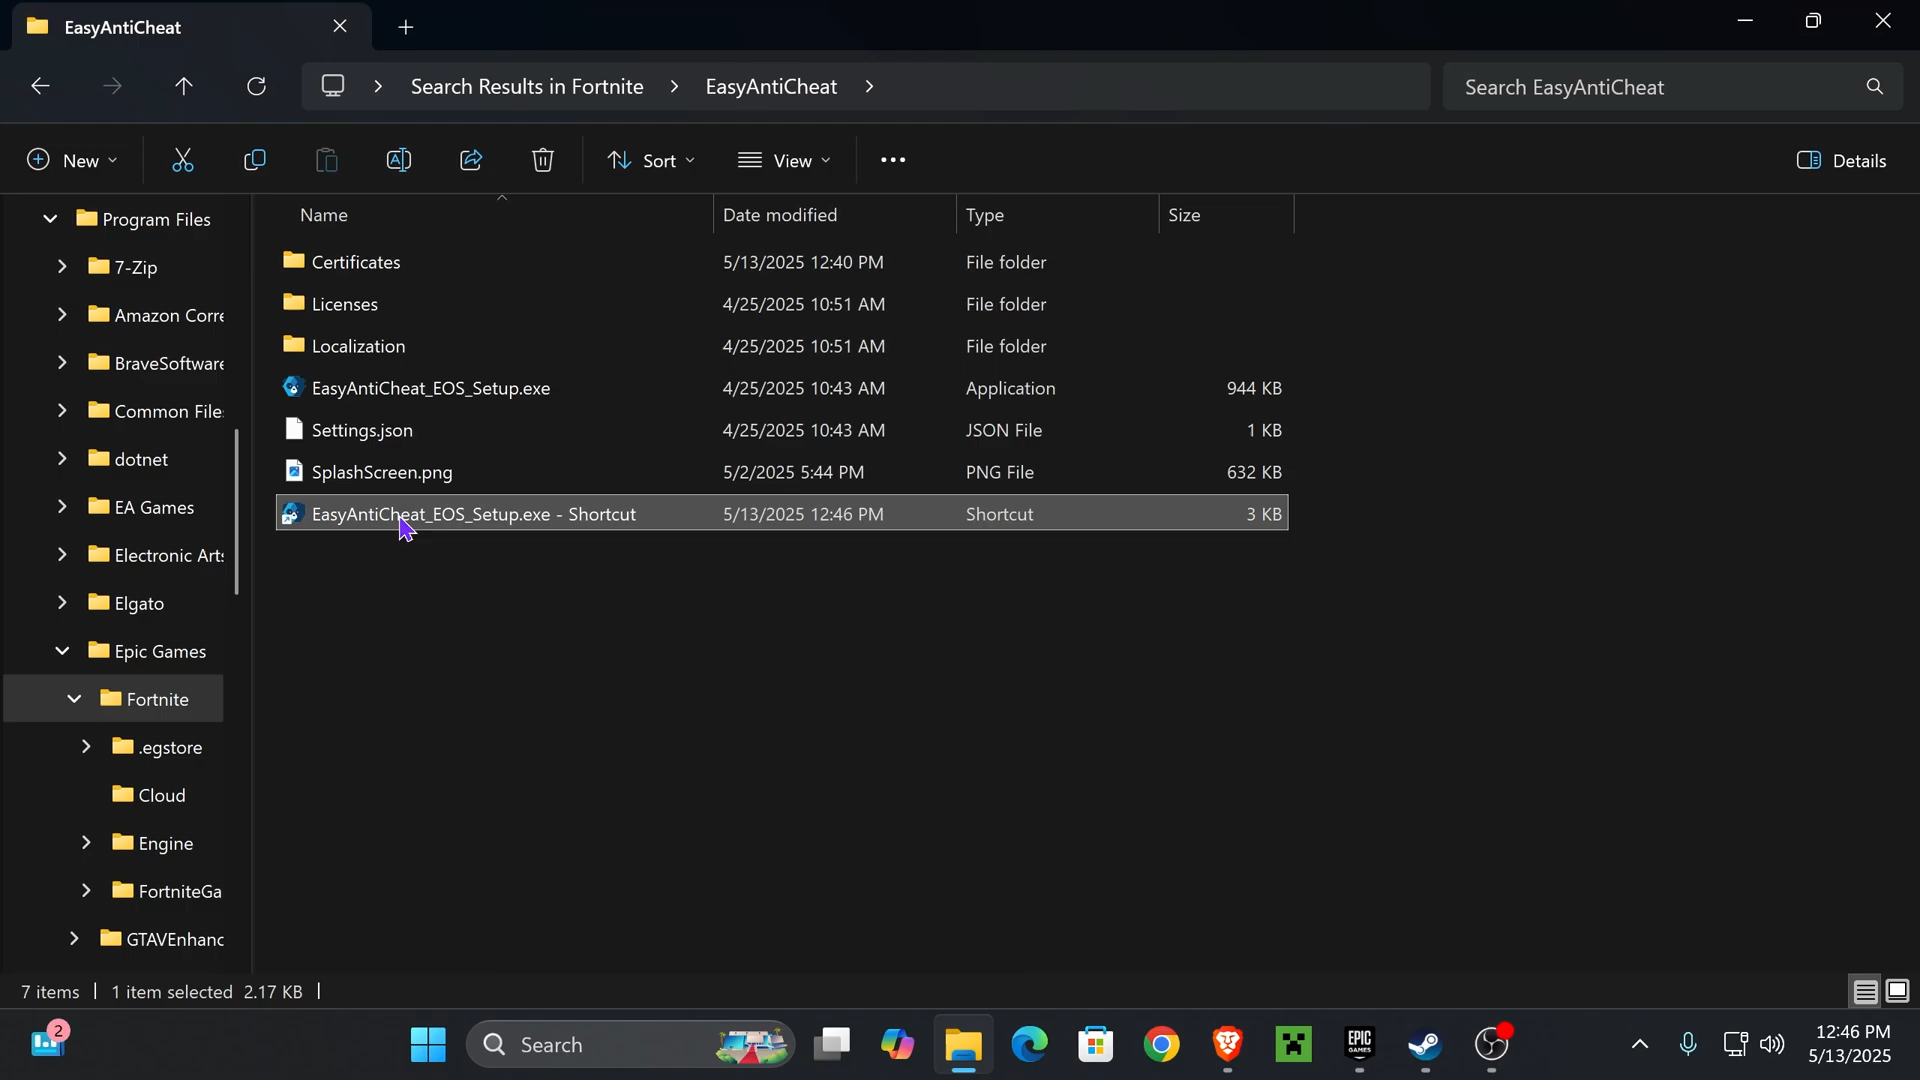 EasyAntiCheat
Search Results in Fortnite
EasyAntiCheat
Search EasyAntiCheat
New
Sort
View
Details
Name
Date modified
Type
Size
Certificates 5/13/2025 12:40 PM File folder
Licenses 4/25/2025 10:51 AM File folder
Localization 4/25/2025 10:51 AM File folder
EasyAntiCheat_EOS_Setup.exe 4/25/2025 10:43 AM Application 944 KB
Settings.json 4/25/2025 10:43 AM JSON File 1 KB
SplashScreen.png 5/2/2025 5:44 PM PNG File 632 KB
EasyAntiCheat_EOS_Setup.exe - Shortcut 5/13/2025 12:46 PM Shortcut 3 KB
Program Files
7-Zip
Amazon Corre
BraveSoftware
Common File
dotnet
EA Games
Electronic Arts
Elgato
Epic Games
Fortnite
.egstore
Cloud
Engine
FortniteGa
GTAVEnhanc
7 items
1 item selected 2.17 KB
2
Search
EPIC
GAMES
12:46 PM
5/13/2025